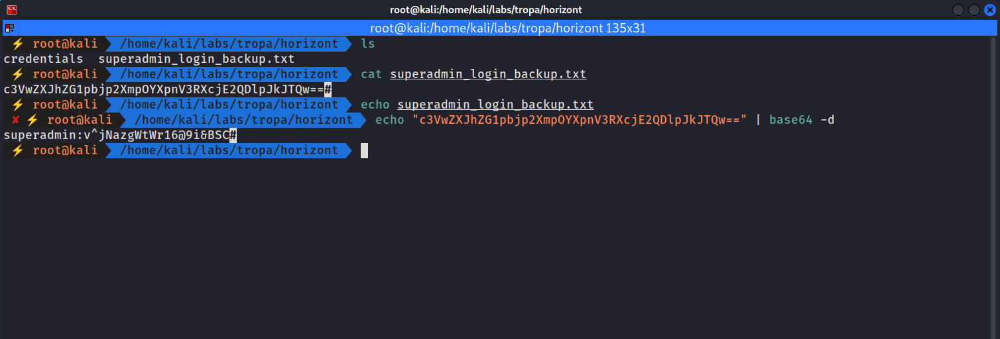 root@kali:/home/kali/labs/tropa/horizont
root@kali:/home/kali/labs/tropa/horizont 135x31
⚡ root@kali /home/kali/labs/tropa/horizont ls
credentials superadmin_login_backup.txt
⚡ root@kali /home/kali/labs/tropa/horizont cat superadmin_login_backup.txt
c3VwZXJhZG1pbjp2XmpOYXpnV3RXcjE2QDlpJkJTQw==#
⚡ root@kali /home/kali/labs/tropa/horizont echo superadmin_login_backup.txt
✘ ⚡ root@kali /home/kali/labs/tropa/horizont echo "c3VwZXJhZG1pbjp2XmpOYXpnV3RXcjE2QDlpJkJTQw==" | base64 -d
superadmin:v^jNazgWtWr16@9i&BSC#
⚡ root@kali /home/kali/labs/tropa/horizont